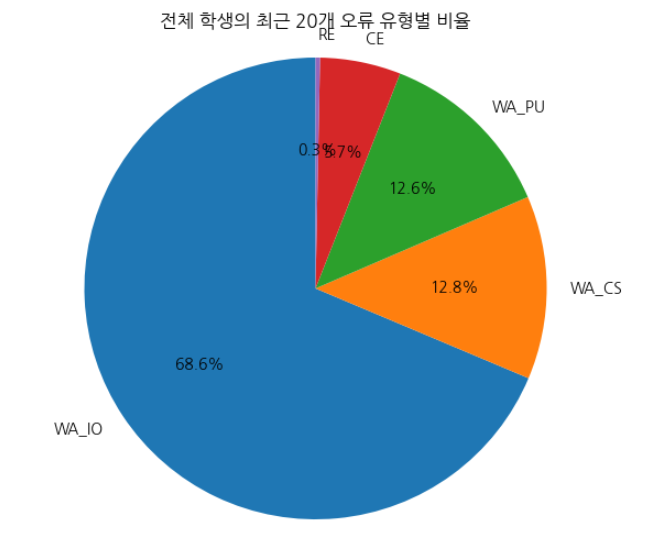 전체 학생의 최근 20개 오류 유형별 비율
RE
CE
WA_PU
0.3%
5.7%
12.6%
12.8%
WA_CS
68.6%
WA_IO